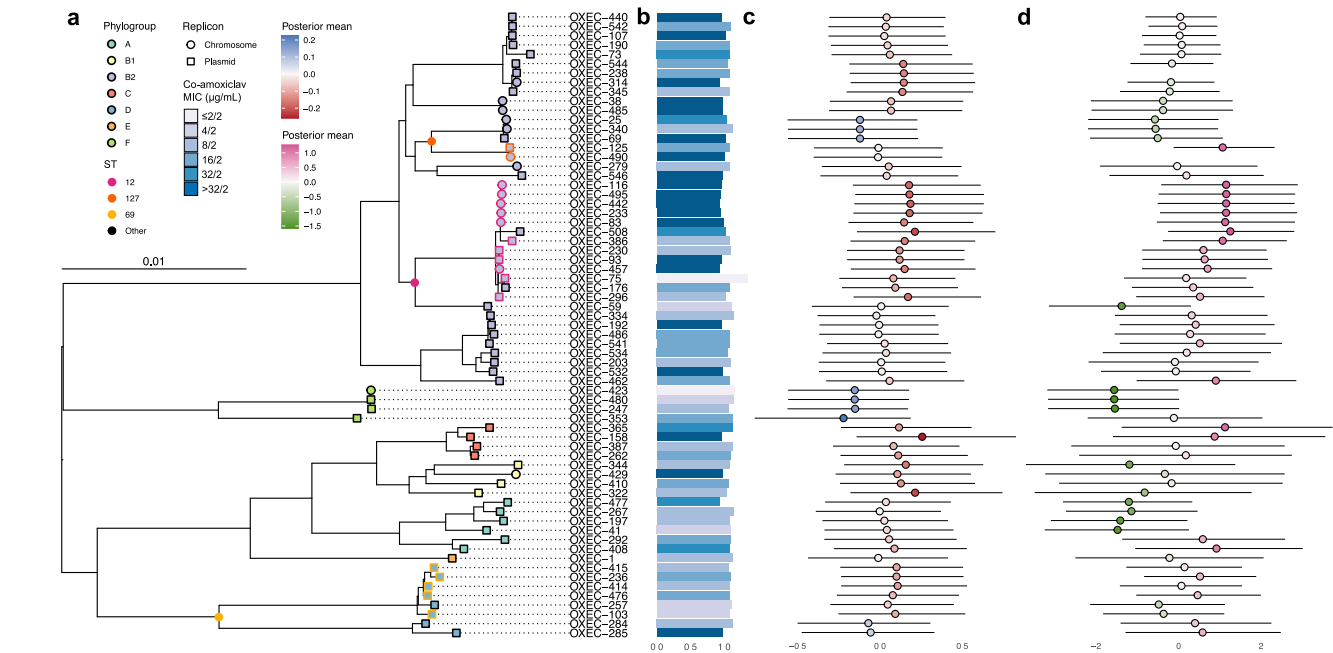 a
b
c
d
Phylogroup
A
B1
B2
C
D
E
F
ST
12
127
69
Other
Replicon
Chromosome
Plasmid
Co-amoxiclav
MIC (μg/mL)
≤2/2
4/2
8/2
16/2
32/2
>32/2
Posterior mean
0.2
0.1
0.0
−0.1
−0.2
Posterior mean
1.0
0.5
0.0
−0.5
−1.0
−1.5
0.01
OXEC−440
OXEC−542
OXEC−107
OXEC−190
OXEC−73
OXEC−544
OXEC−238
OXEC−314
OXEC−345
OXEC−38
OXEC−485
OXEC−25
OXEC−340
OXEC−69
OXEC−125
OXEC−490
OXEC−279
OXEC−546
OXEC−116
OXEC−495
OXEC−442
OXEC−233
OXEC−83
OXEC−508
OXEC−386
OXEC−230
OXEC−93
OXEC−457
OXEC−75
OXEC−176
OXEC−296
OXEC−59
OXEC−334
OXEC−192
OXEC−486
OXEC−541
OXEC−534
OXEC−203
OXEC−532
OXEC−462
OXEC−423
OXEC−480
OXEC−247
OXEC−353
OXEC−365
OXEC−158
OXEC−387
OXEC−262
OXEC−344
OXEC−429
OXEC−410
OXEC−322
OXEC−477
OXEC−267
OXEC−197
OXEC−41
OXEC−292
OXEC−408
OXEC−1
OXEC−415
OXEC−236
OXEC−414
OXEC−476
OXEC−257
OXEC−103
OXEC−284
OXEC−285
0 0 0 5 1 0
−0 5 0 0 0 5
−2 0 2